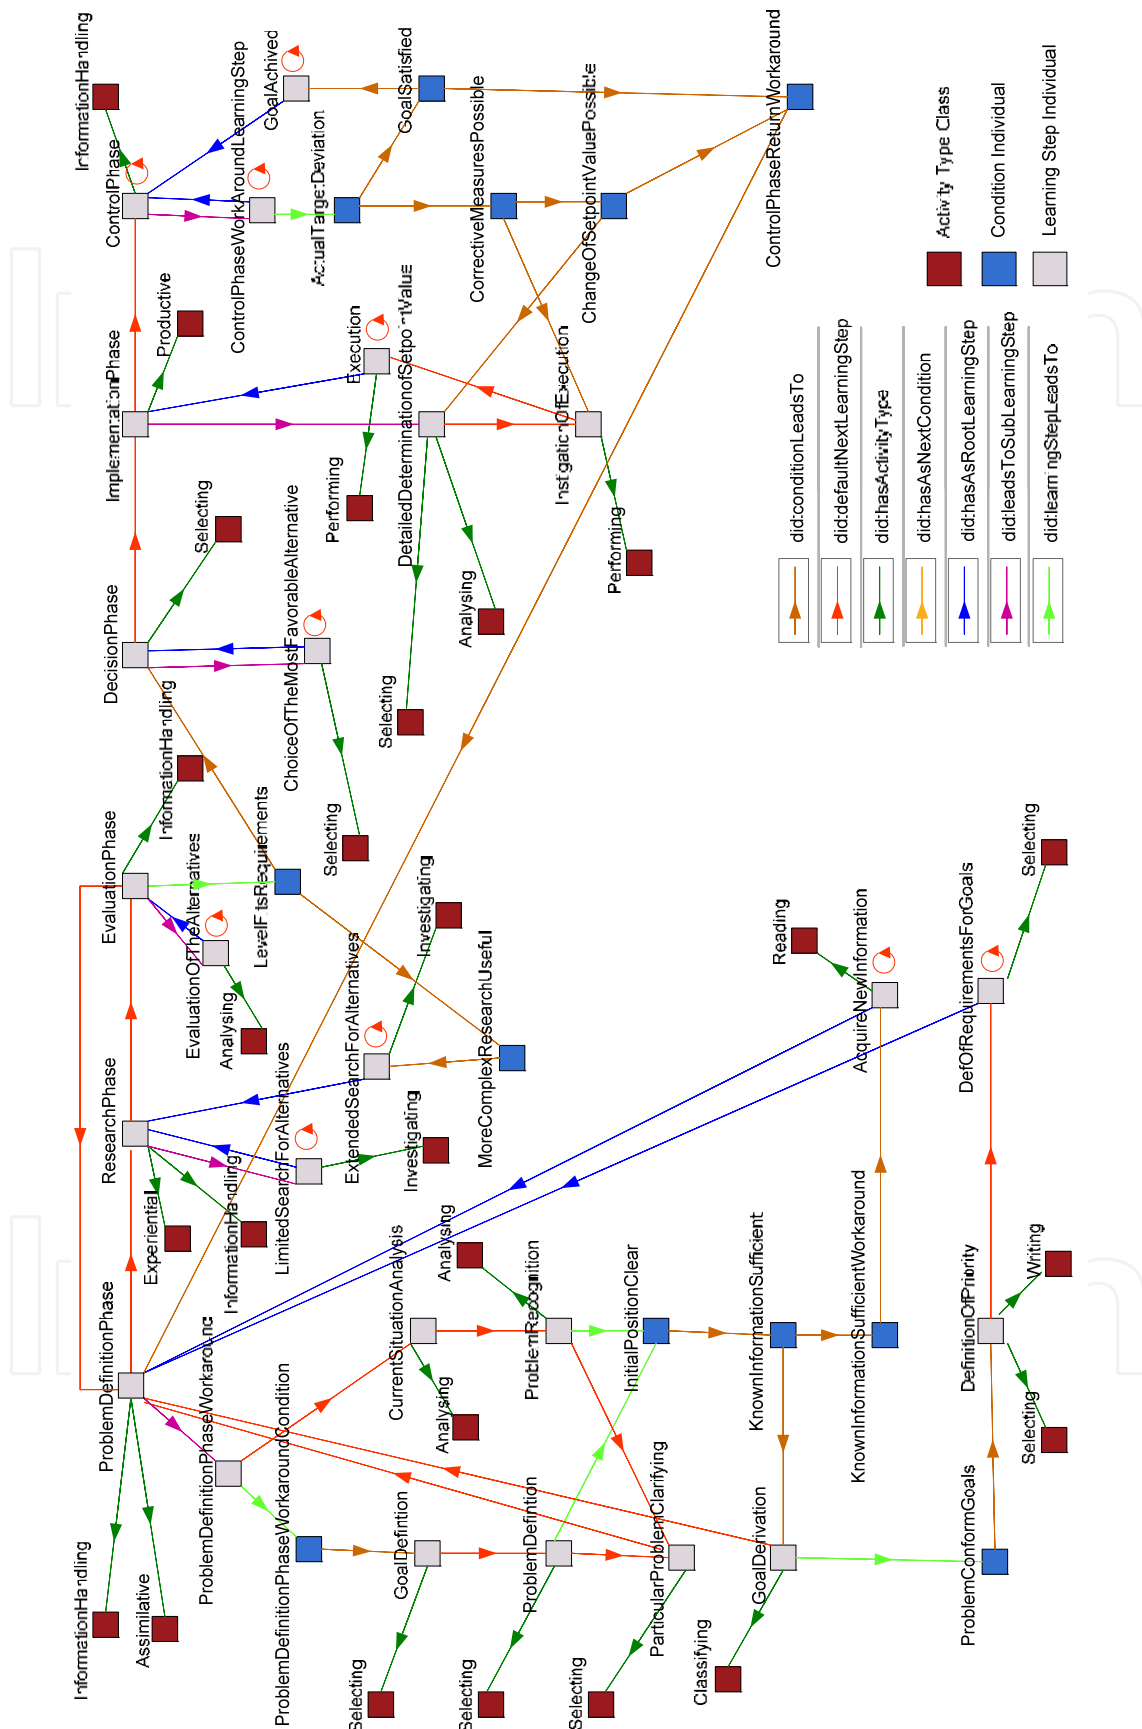 InformationHandling
InformationHandling
ProblemDefinitionPhase
ResearchPhase
EvaluationPhase
DecisionPhase
ImplementationPhase
ControlPhase
Assimilative
Experiential
InformationHandling
Productive
ProblemDefinitionPhaseWorkaround
InformationHandling
EvaluationOfTheAlternatives
Analysing
Selecting
ControlPhaseWorkAroundLearningStep
ProblemDefinitionPhaseWorkaroundCondition
LimitedSearchForAlternatives
LevelFitsRequirements
ChoiceOfTheMostFavorableAlternative
GoalAchived
ActualTargetDeviation
Selecting
Performing
Execution
Selecting
ExtendedSearchForAlternatives
Selecting
GoalDefintion
CurrentSituationAnalysis
Investigating
Investigating
DetailedDeterminationofSetpointValue
GoalSatisfied
Analysing
Analysing
Selecting
MoreComplexResearchUseful
Analysing
CorrectiveMeasuresPossible
ProblemDefintion
ProblemRecognition
InstigationOfExecution
Selecting
ChangeOfSetpointValuePossible
InitialPositionClear
Performing
ParticularProblemClarifying
Classifying
GoalDerivation
KnownInformationSufficient
Reading
ControlPhaseReturnWorkaround
KnownInformationSufficientWorkaround
AcquireNewInformation
ProblemConformGoals
DefinitionOfPriority
DefOfRequirementsForGoals
Selecting
Writing
Selecting
did:conditionLeadsTo
did:defaultNextLearningStep
did:hasActivityType
did:hasAsNextCondition
did:hasAsRootLearningStep
did:leadsToSubLearningStep
did:learningStepLeadsTo
Activity Type Class
Condition Individual
Learning Step Individual